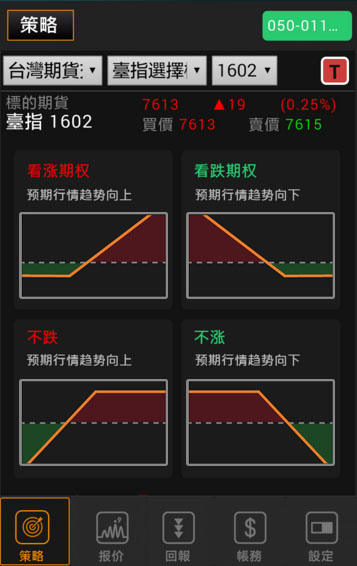 策略
050-011...
台灣期貨
臺指選擇
1602
T
標的期貨 7613 ▲19 (0.25%)
臺指 1602 買價 7613 賣價 7615
看涨期权
预期行情趋势向上
看跌期权
预期行情趋势向下
不跌
预期行情趋势向上
不涨
预期行情趋势向下
策略
报价
回報
帳務
設定